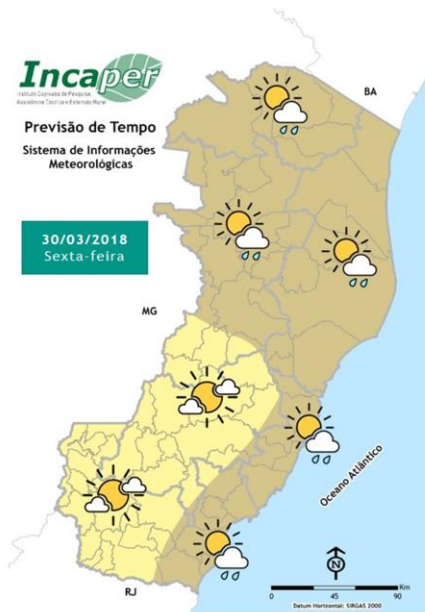 Incaper
Instituto Capixaba de Pesquisa,
Assistência Técnica e Extensão Rural
Previsão de Tempo
Sistema de Informações
Meteorológicas
30/03/2018
Sexta-feira
BA
MG
Oceano Atlântico
RJ
N
Km
0 45 90
Datum Horizontal: SIRGAS 2000